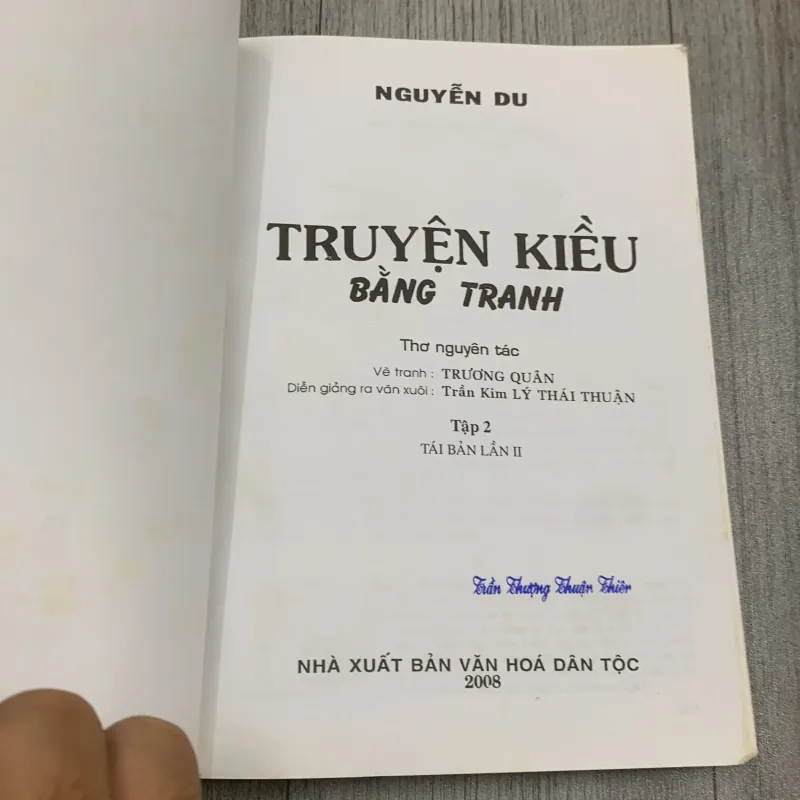 NGUYỄN DU
TRUYỆN KIỀU
BẰNG TRANH
Thơ nguyên tác
Vẽ tranh : TRƯƠNG QUÂN
Diễn giảng ra văn xuôi : Trần Kim LÝ THÁI THUẬN
Tập 2
TÁI BẢN LẦN II
Trần Thượng Thuận Thiên
NHÀ XUẤT BẢN VĂN HOÁ DÂN TỘC
2008